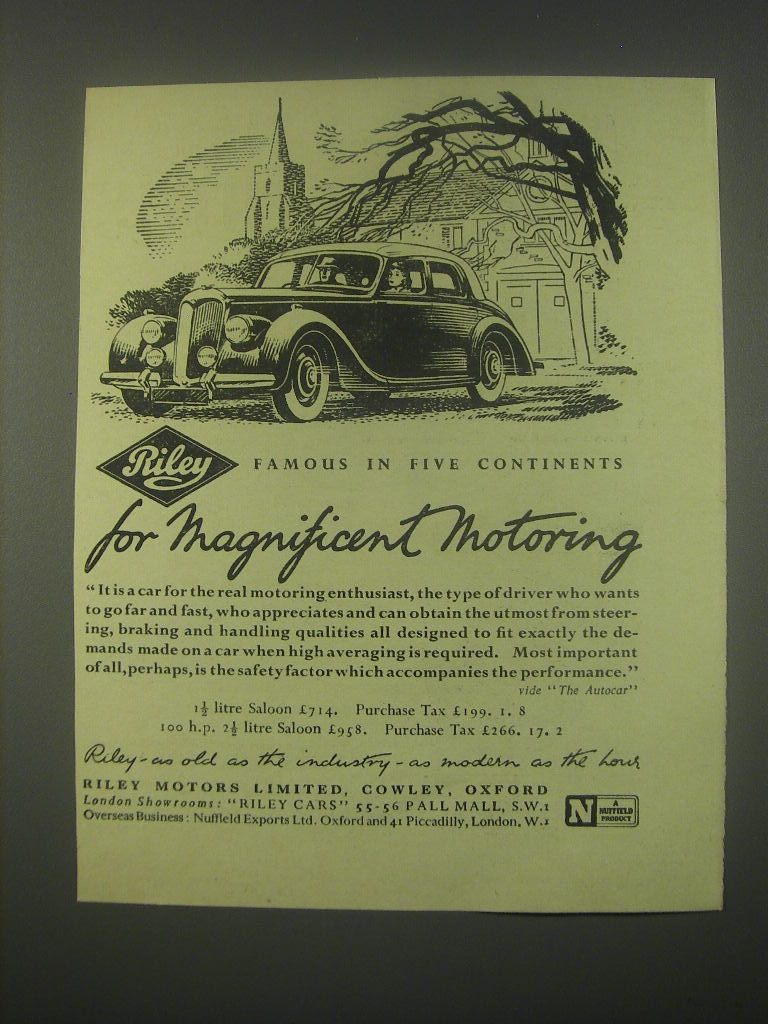 Riley FAMOUS IN FIVE CONTINENTS
for Magnificent Motoring
"It is a car for the real motoring enthusiast, the type of driver who wants
to go far and fast, who appreciates and can obtain the utmost from steer-
ing, braking and handling qualities all designed to fit exactly the de-
mands made on a car when high averaging is required. Most important
of all, perhaps, is the safety factor which accompanies the performance."
vide "The Autocar"
1½ litre Saloon £714. Purchase Tax £199. 1. 8
100 h.p. 2½ litre Saloon £958. Purchase Tax £266. 17. 2
Riley - as old as the industry - as modern as the hour
RILEY MOTORS LIMITED, COWLEY, OXFORD
London Showrooms: "RILEY CARS" 55-56 PALL MALL, S.W.1
Overseas Business: Nuffield Exports Ltd. Oxford and 41 Piccadilly, London. W.1
N A
NUFFIELD
PRODUCT